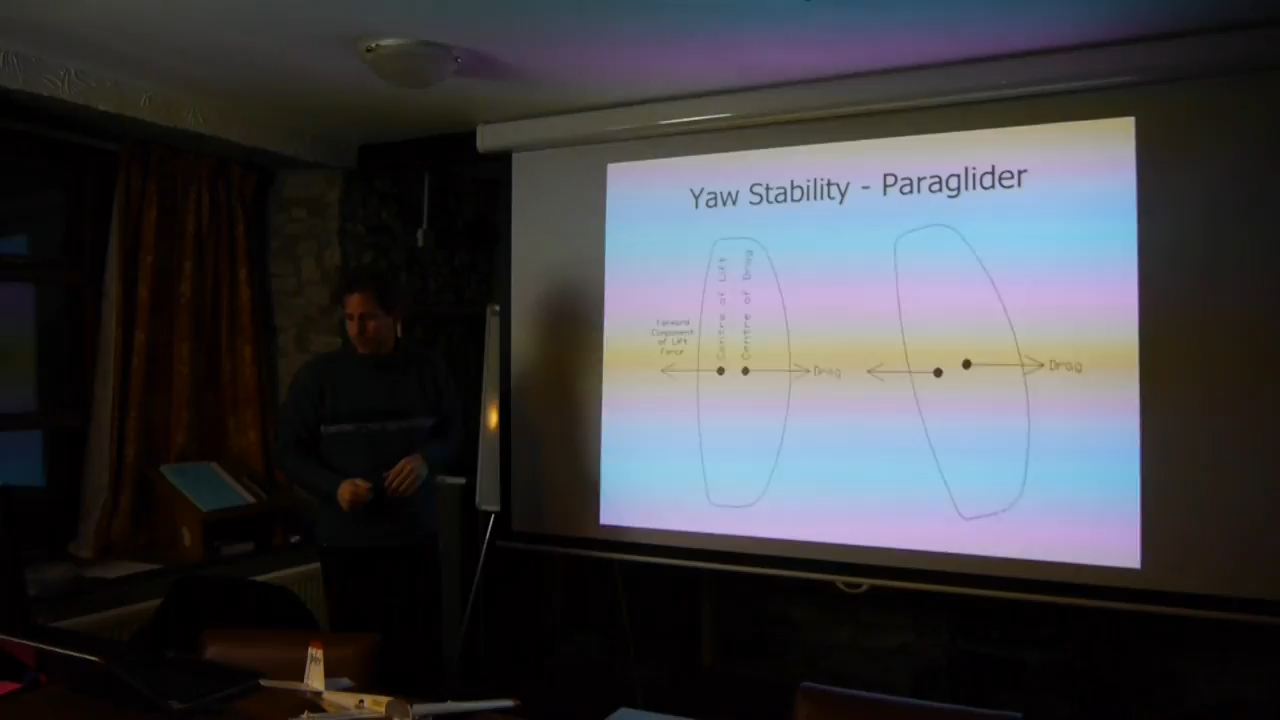 Yaw Stability - Paraglider
Centre of Lift
Centre of Drag
Forward
Component
of Lift
Force
Drag
Drag